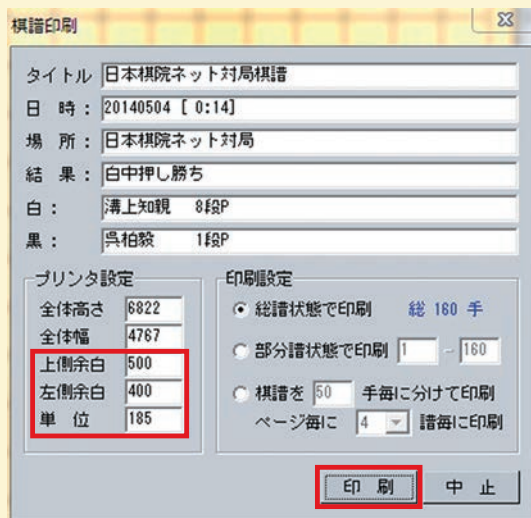 棋譜印刷
タイトル 日本棋院ネット対局棋譜
日 時: 20140504 [ 0:14]
場 所: 日本棋院ネット対局
結 果: 白中押し勝ち
白: 溝上知親 8段P
黒: 呉柏毅 1段P
プリンタ設定
全体高さ 6822
全体幅 4767
上側余白 500
左側余白 400
単 位 185
印刷設定
総譜状態で印刷 総 160 手
部分譜状態で印刷 1 - 160
棋譜を 50 手毎に分けて印刷
ページ毎に 4 譜毎に印刷
印 刷 中 止